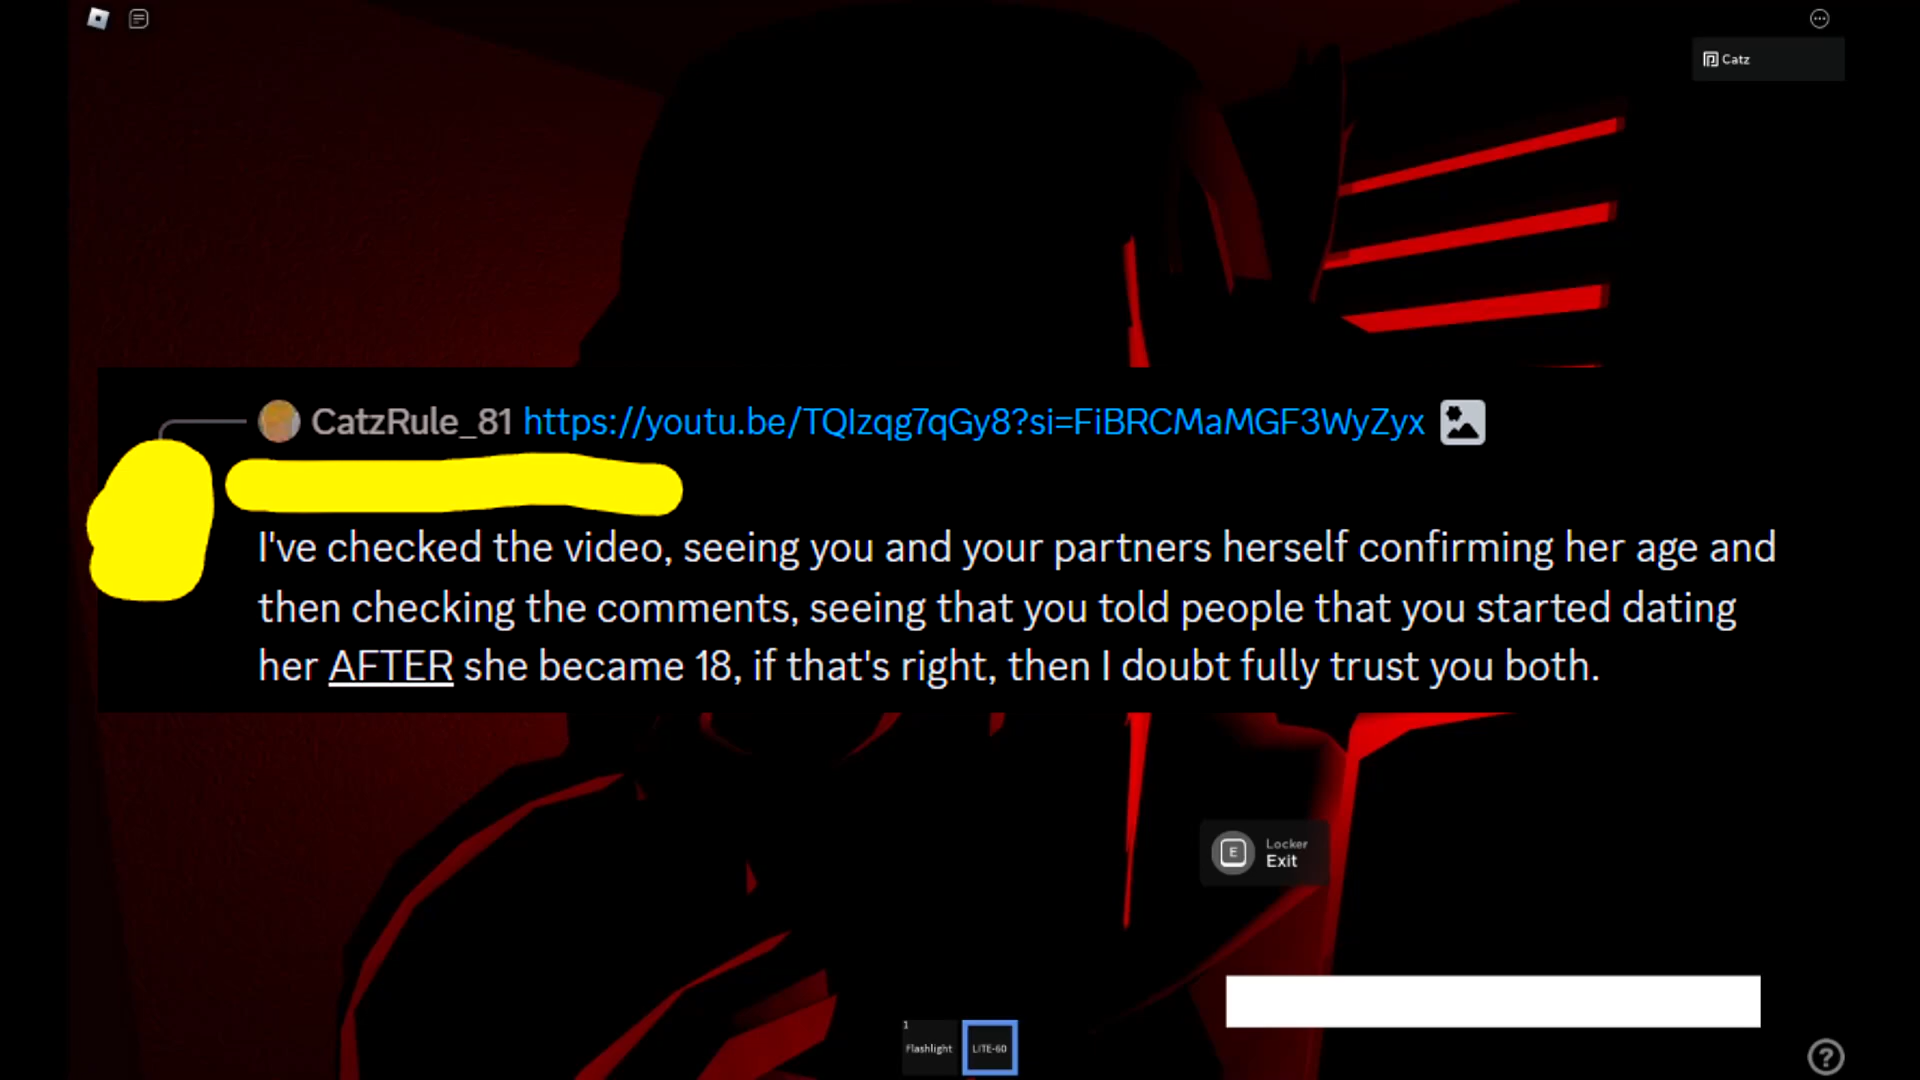 Catz
CatzRule_81 https://youtu.be/TQIzqg7qGy8?si=FiBRCMaMGF3WyZyx
I've checked the video, seeing you and your partners herself confirming her age and
then checking the comments, seeing that you told people that you started dating
her AFTER she became 18, if that's right, then I doubt fully trust you both.
Locker
E Exit
1
Flashlight LITE-60
?